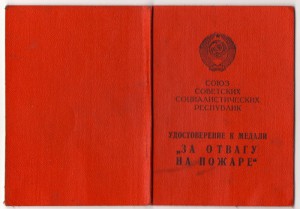 СОЮЗ
СОВЕТСКИХ
СОЦИАЛИСТИЧЕСКИХ
РЕСПУБЛИК
УДОСТОВЕРЕНИЕ К МЕДАЛИ
„ЗА ОТВАГУ
НА ПОЖАРЕ“